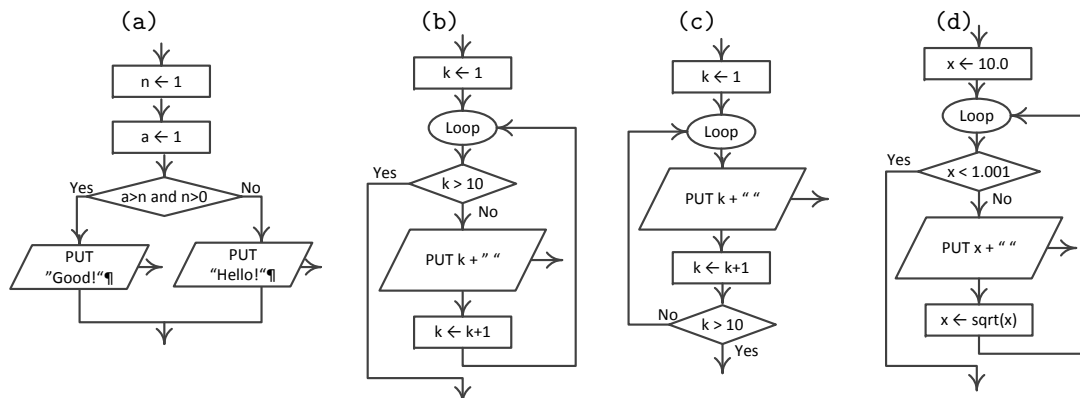 (a)
n ← 1
a ← 1
Yes
a>n and n>0
No
PUT
”Good!“¶
PUT
“Hello!“¶
(b)
k ← 1
Loop
Yes
k > 10
No
PUT k + ” “
k ← k+1
(c)
k ← 1
Loop
PUT k + “ “
k ← k+1
No
k > 10
Yes
(d)
x ← 10.0
Loop
Yes
x < 1.001
No
PUT x + “ “
x ← sqrt(x)